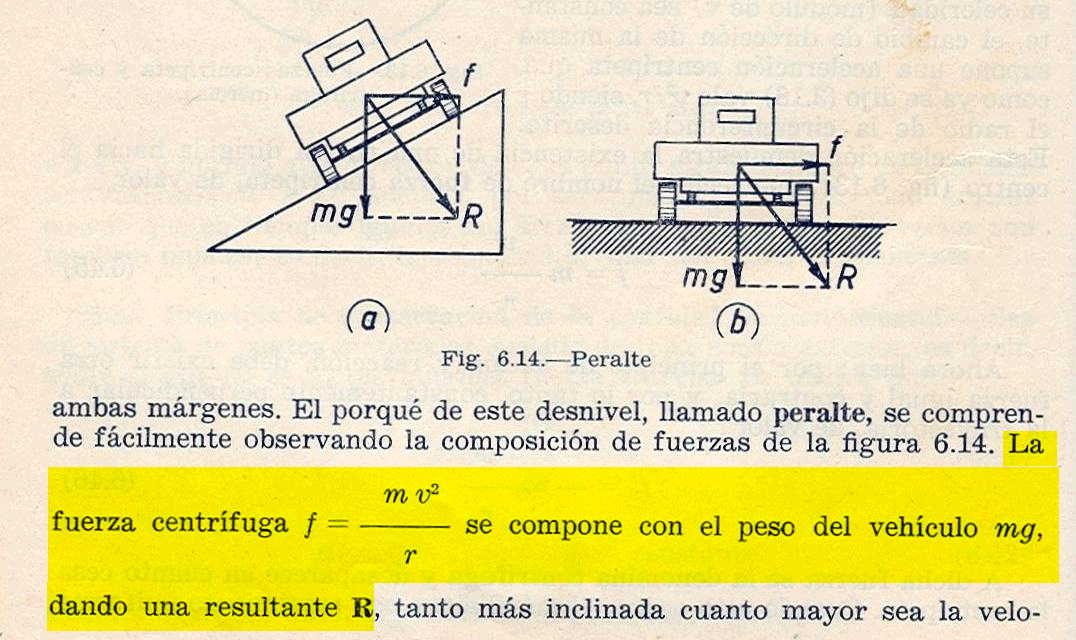 f
mg
R
f
mg
R
(a)
(b)
Fig. 6.14.—Peralte
ambas márgenes. El porqué de este desnivel, llamado peralte, se compren-
de fácilmente observando la composición de fuerzas de la figura 6.14. La
fuerza centrífuga f = m v² / r se compone con el peso del vehículo mg,
dando una resultante R, tanto más inclinada cuanto mayor sea la velo-